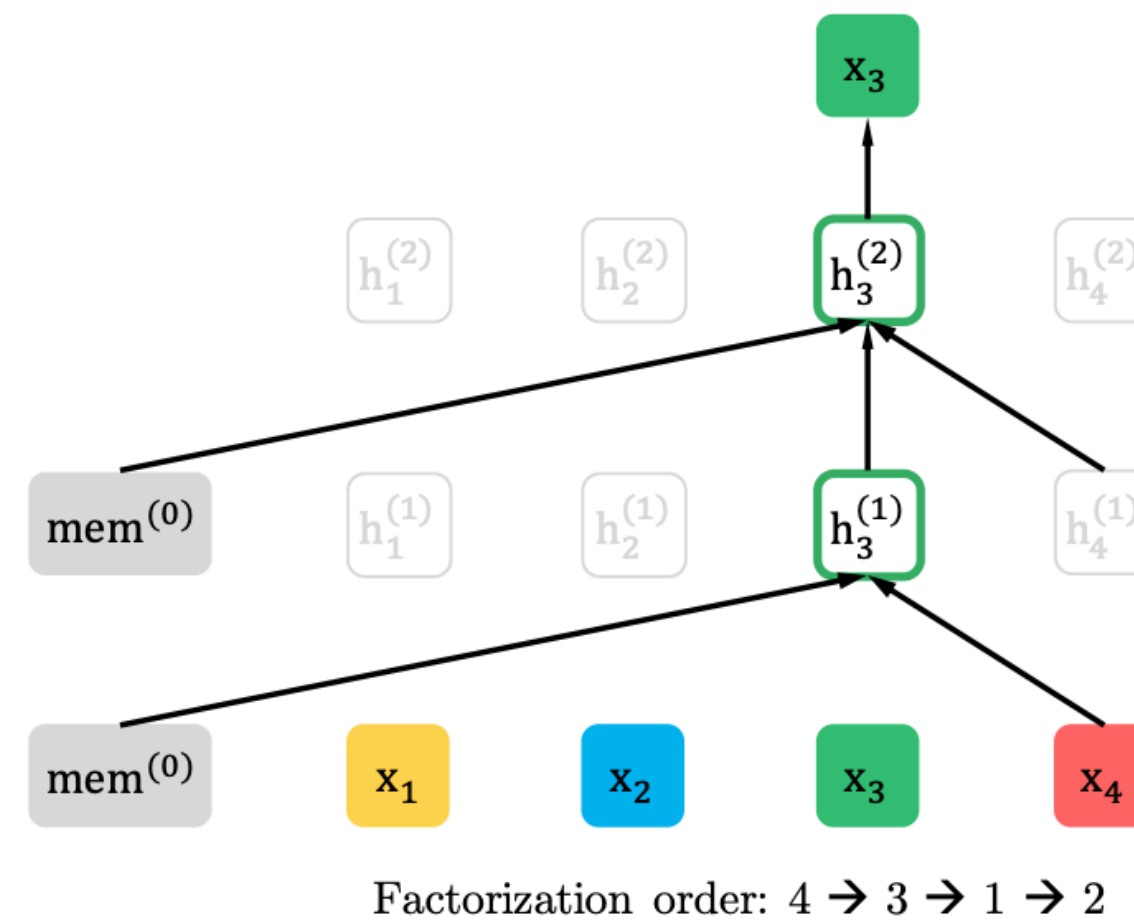 x₃
h₁⁽²⁾ h₂⁽²⁾ h₃⁽²⁾ h₄⁽²⁾
mem⁽⁰⁾ h₁⁽¹⁾ h₂⁽¹⁾ h₃⁽¹⁾ h₄⁽¹⁾
mem⁽⁰⁾ x₁ x₂ x₃ x₄
Factorization order: 4 → 3 → 1 → 2